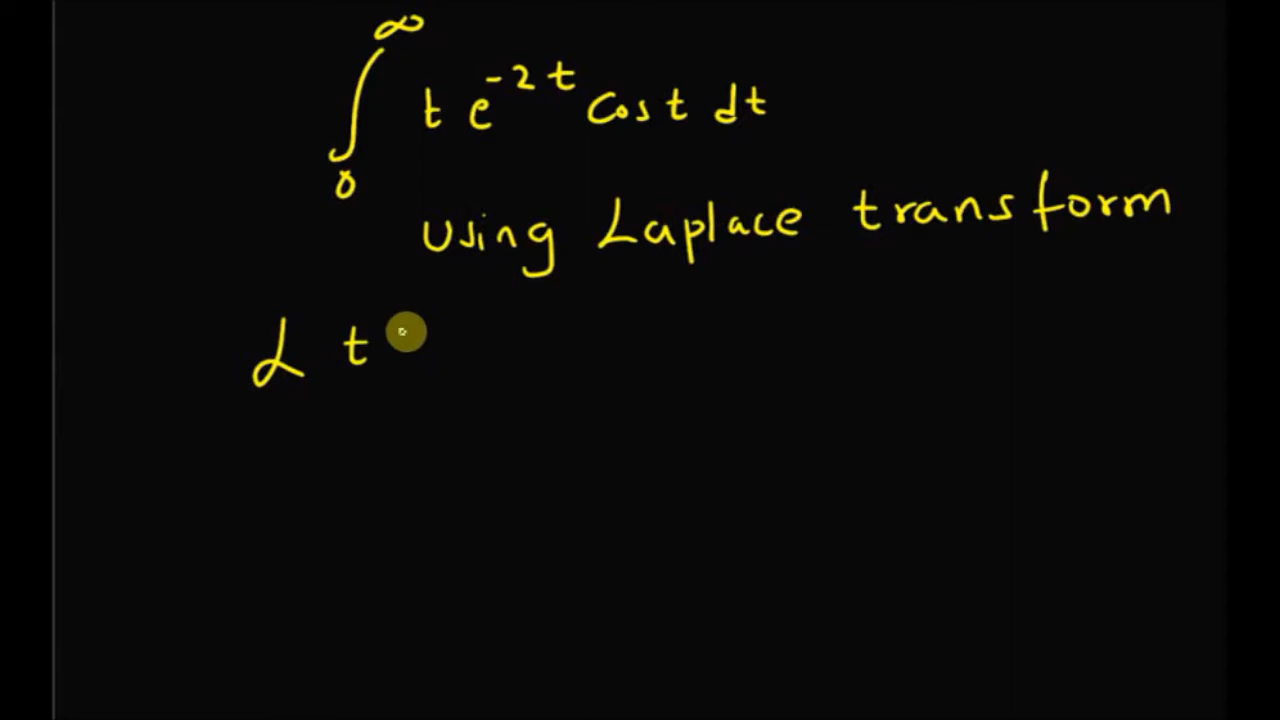 ∫₀^∞ t e^{-2t} cos t dt
using Laplace transform
ℒ t